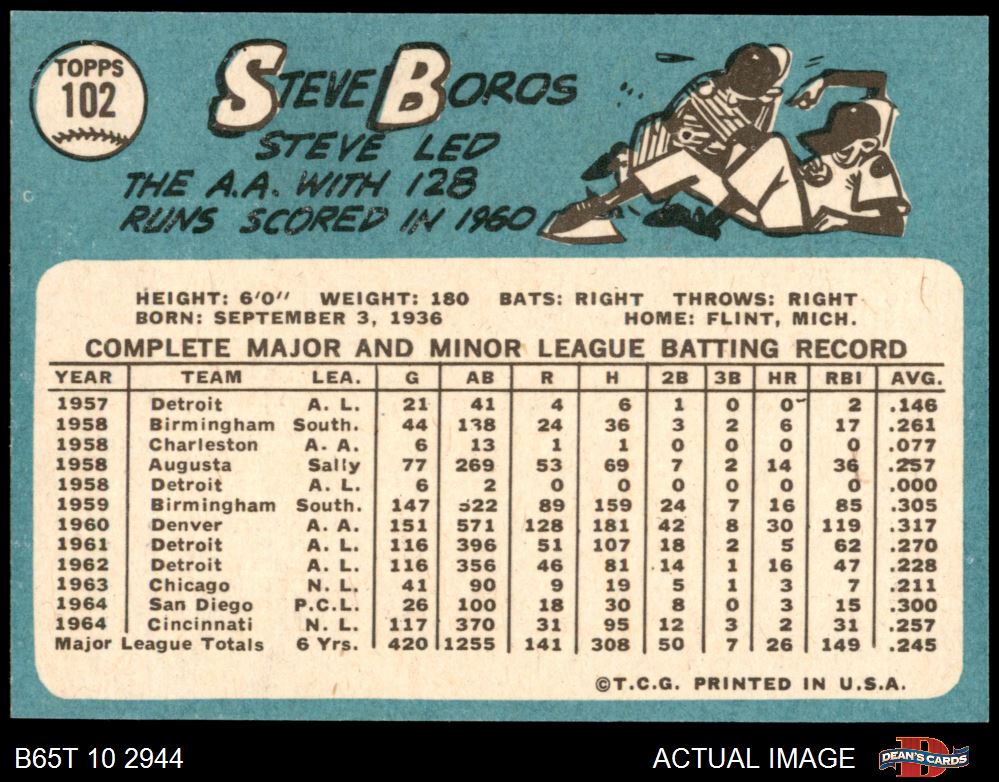 TOPPS
102
STEVE BOROS
STEVE LED
THE A.A. WITH 128
RUNS SCORED IN 1960
HEIGHT: 6'0" WEIGHT: 180 BATS: RIGHT THROWS: RIGHT
BORN: SEPTEMBER 3, 1936 HOME: FLINT, MICH.
COMPLETE MAJOR AND MINOR LEAGUE BATTING RECORD
YEAR TEAM LEA. G AB R H 2B 3B HR RBI AVG.
1957 Detroit A. L. 21 41 4 6 1 0 0 2 .146
1958 Birmingham South. 44 138 24 36 3 2 6 17 .261
1958 Charleston A. A. 6 13 1 1 0 0 0 0 .077
1958 Augusta Sally 77 269 53 69 7 2 14 36 .257
1958 Detroit A. L. 6 2 0 0 0 0 0 0 .000
1959 Birmingham South. 147 522 89 159 24 7 16 85 .305
1960 Denver A. A. 151 571 128 181 42 8 30 119 .317
1961 Detroit A. L. 116 396 51 107 18 2 5 62 .270
1962 Detroit A. L. 116 356 46 81 14 1 16 47 .228
1963 Chicago N. L. 41 90 9 19 5 1 3 7 .211
1964 San Diego P.C.L. 26 100 18 30 8 0 3 15 .300
1964 Cincinnati N. L. 117 370 31 95 12 3 2 31 .257
Major League Totals 6 Yrs. 420 1255 141 308 50 7 26 149 .245
©T.C.G. PRINTED IN U.S.A.
B65T 10 2944 ACTUAL IMAGE DEAN'S CARDS